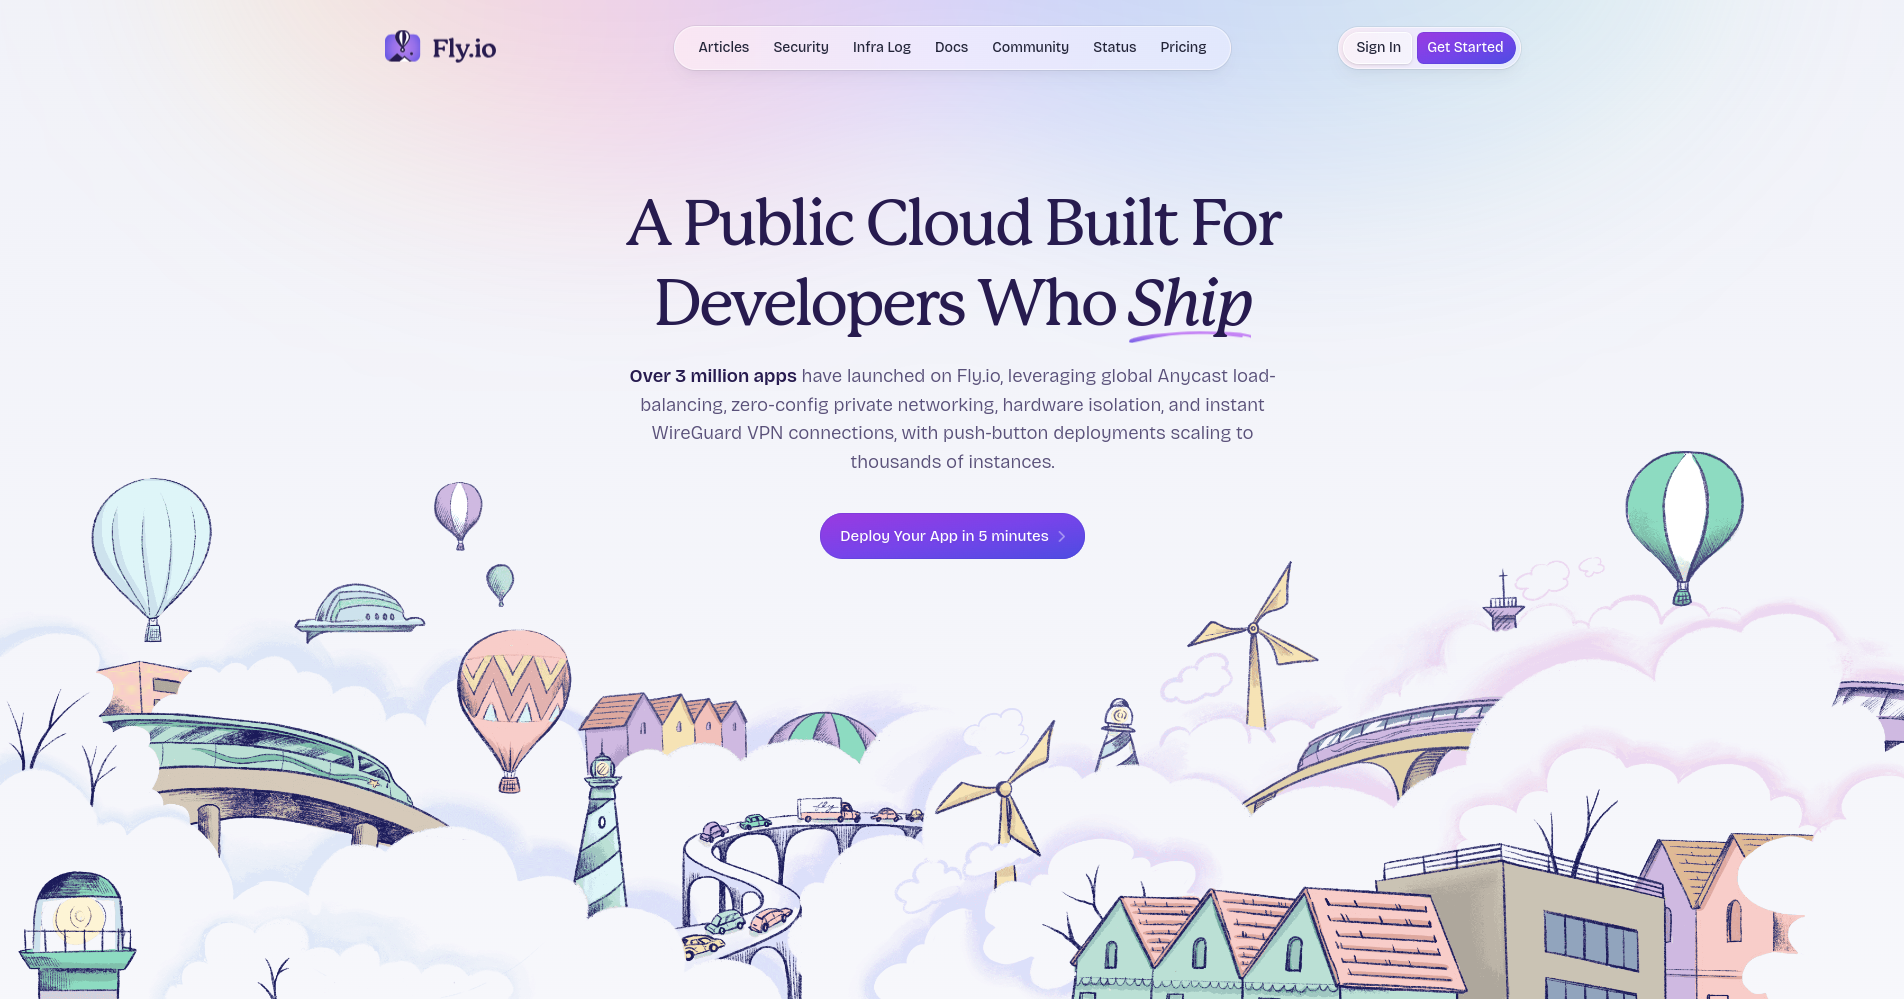 Fly.io
Articles Security Infra Log Docs Community Status Pricing
Sign In Get Started
A Public Cloud Built For
Developers Who Ship
Over 3 million apps have launched on Fly.io, leveraging global Anycast load-
balancing, zero-config private networking, hardware isolation, and instant
WireGuard VPN connections, with push-button deployments scaling to
thousands of instances.
Deploy Your App in 5 minutes
fly